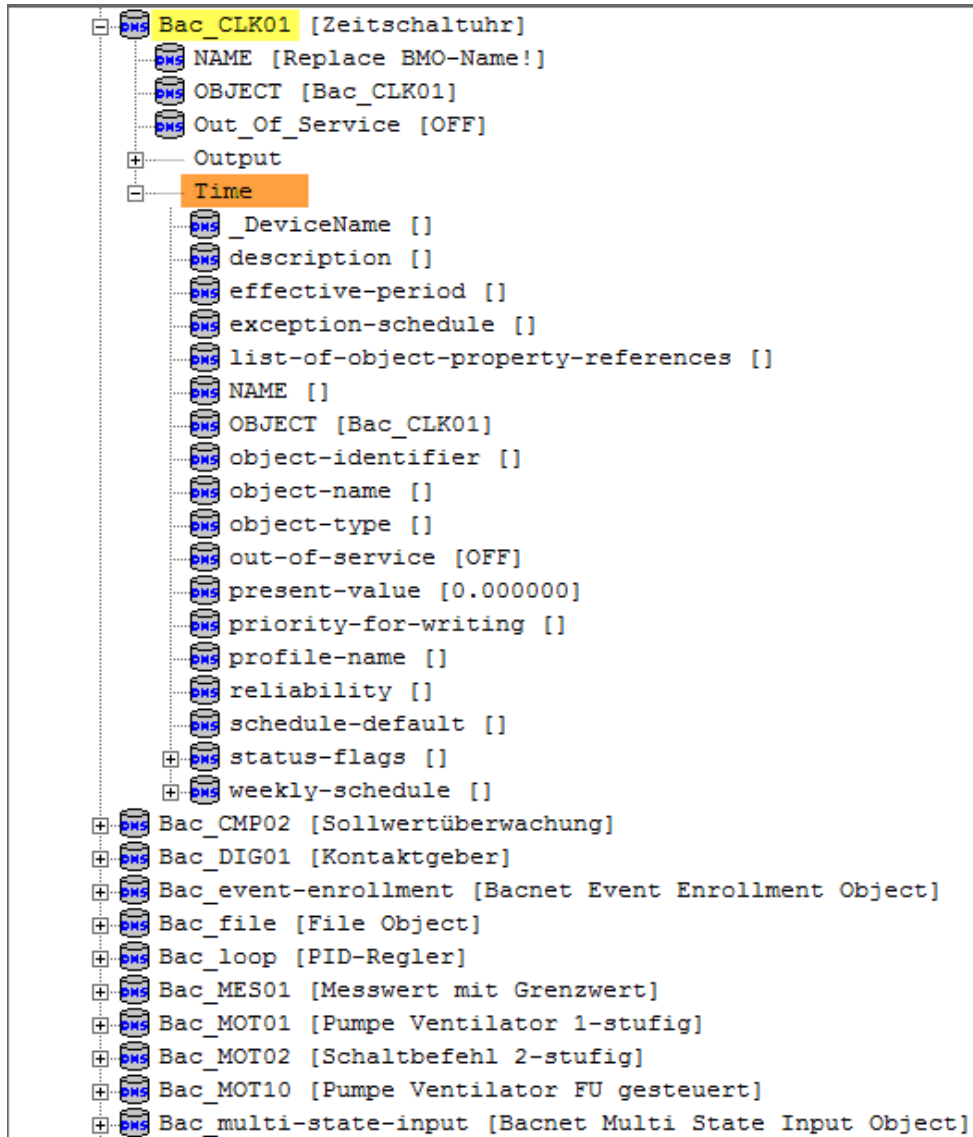 Bac_CLK01 [Zeitschaltuhr]
NAME [Replace BMO-Name!]
OBJECT [Bac_CLK01]
Out_Of_Service [OFF]
Output
Time
_DeviceName []
description []
effective-period []
exception-schedule []
list-of-object-property-references []
NAME []
OBJECT [Bac_CLK01]
object-identifier []
object-name []
object-type []
out-of-service [OFF]
present-value [0.000000]
priority-for-writing []
profile-name []
reliability []
schedule-default []
status-flags []
weekly-schedule []
Bac_CMP02 [Sollwertüberwachung]
Bac_DIG01 [Kontaktgeber]
Bac_event-enrollment [Bacnet Event Enrollment Object]
Bac_file [File Object]
Bac_loop [PID-Regler]
Bac_MES01 [Messwert mit Grenzwert]
Bac_MOT01 [Pumpe Ventilator 1-stufig]
Bac_MOT02 [Schaltbefehl 2-stufig]
Bac_MOT10 [Pumpe Ventilator FU gesteuert]
Bac_multi-state-input [Bacnet Multi State Input Object]